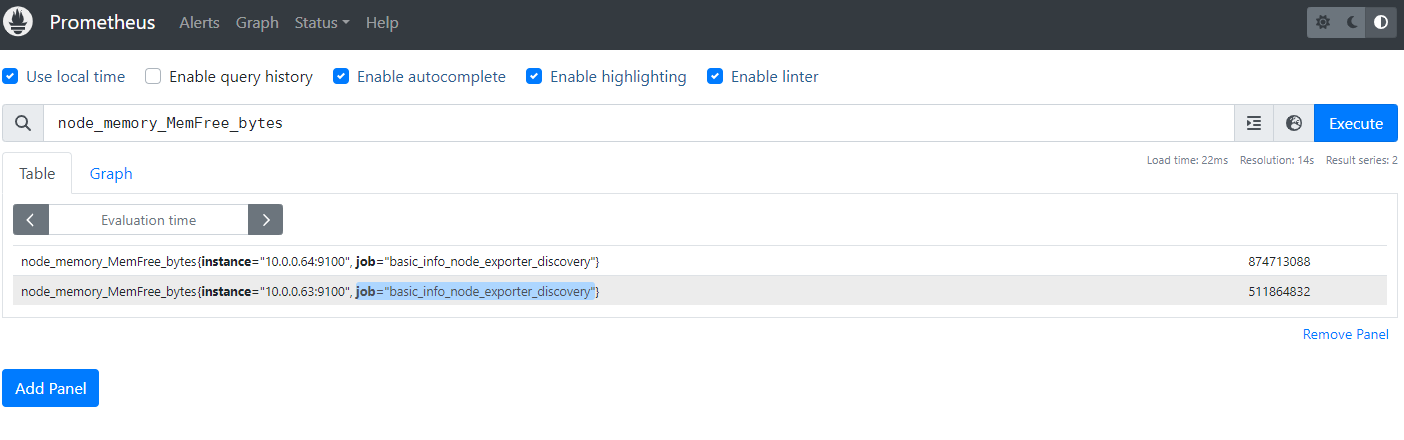 Prometheus Alerts Graph Status Help
Use local time Enable query history Enable autocomplete Enable highlighting Enable linter
node_memory_MemFree_bytes Execute
Load time: 22ms Resolution: 14s Result series: 2
Table Graph
Evaluation time
node_memory_MemFree_bytes{instance="10.0.0.64:9100", job="basic_info_node_exporter_discovery"} 874713088
node_memory_MemFree_bytes{instance="10.0.0.63:9100", job="basic_info_node_exporter_discovery"} 511864832
Remove Panel
Add Panel